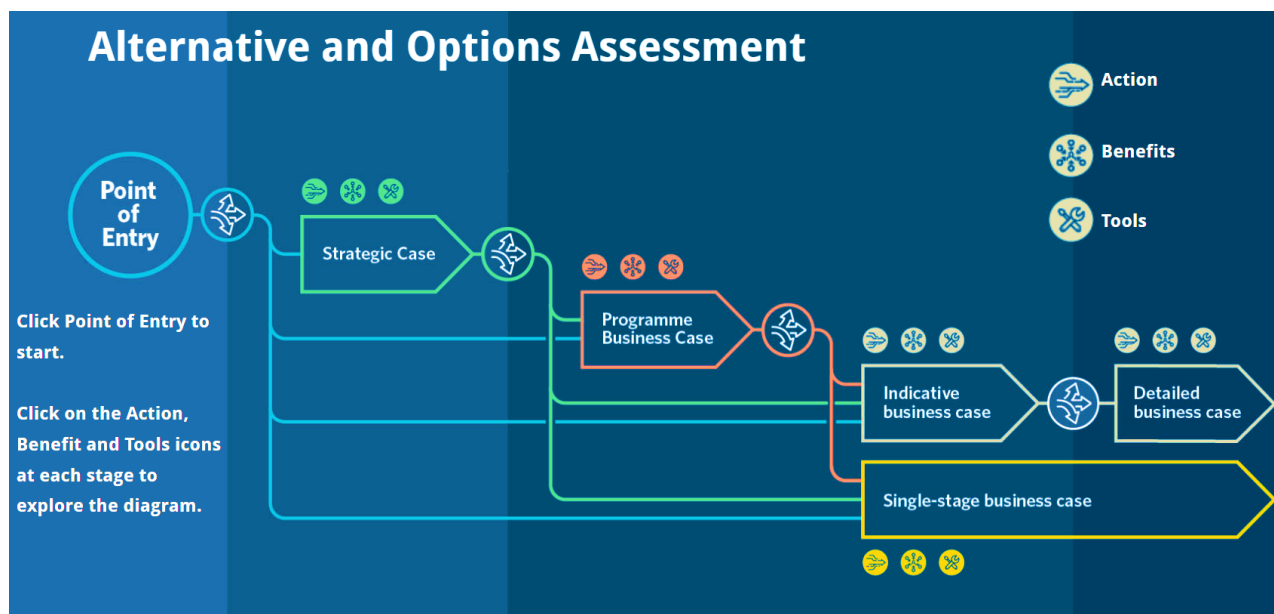 Alternative and Options Assessment
Action
Benefits
Tools
Point
of
Entry
Strategic Case
Programme
Business Case
Indicative
business case
Detailed
business case
Single-stage business case
Click Point of Entry to
start.
Click on the Action,
Benefit and Tools icons
at each stage to
explore the diagram.